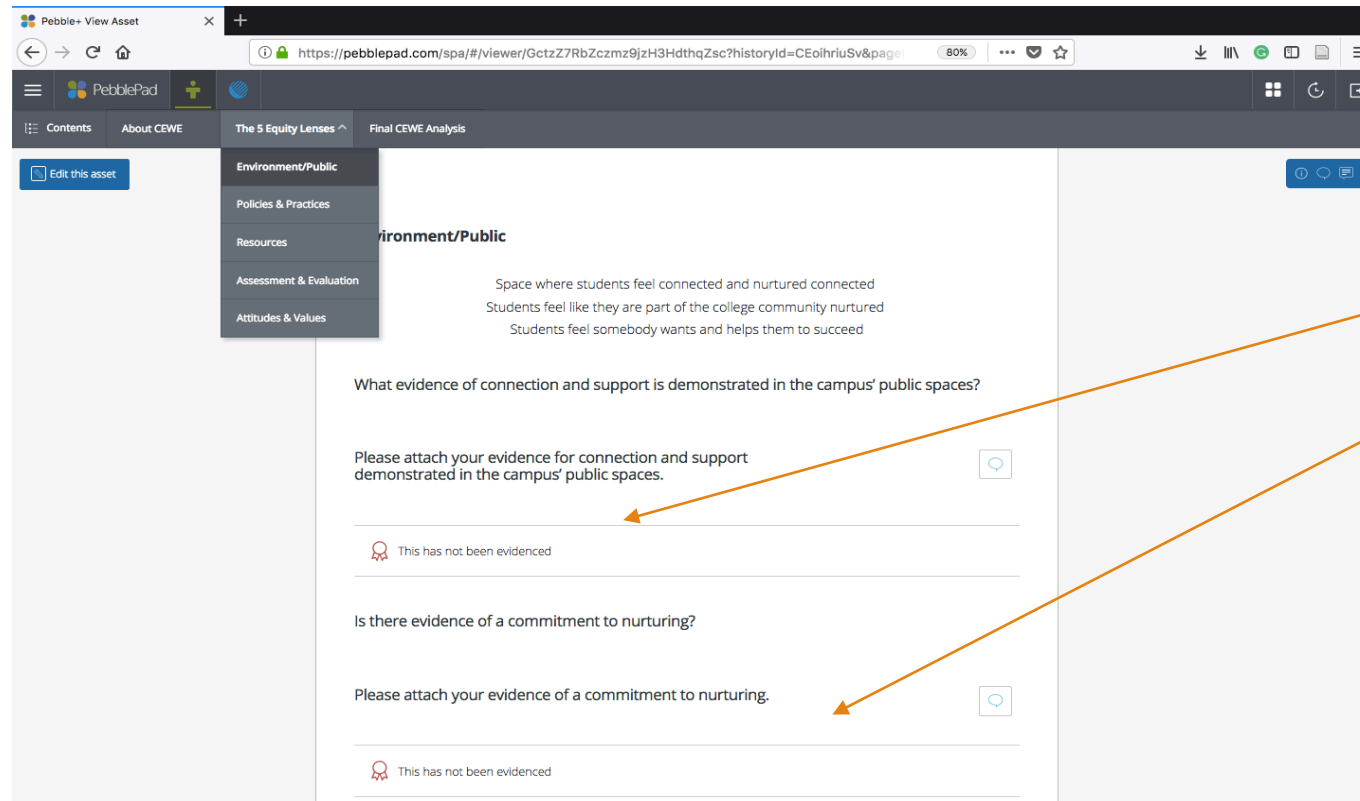 Pebble+ View Asset
https://pebblepad.com/spa/#/viewer/GctzZ7RbZczmz9jzH3HdthqZsc?historyId=CEoihriuSv&page
80%
PebblePad
Contents
About CEWE
The 5 Equity Lenses
Final CEWE Analysis
Edit this asset
Environment/Public
Policies & Practices
Resources
Assessment & Evaluation
Attitudes & Values
vironment/Public
Space where students feel connected and nurtured connected
Students feel like they are part of the college community nurtured
Students feel somebody wants and helps them to succeed
What evidence of connection and support is demonstrated in the campus' public spaces?
Please attach your evidence for connection and support
demonstrated in the campus' public spaces.
This has not been evidenced
Is there evidence of a commitment to nurturing?
Please attach your evidence of a commitment to nurturing.
This has not been evidenced